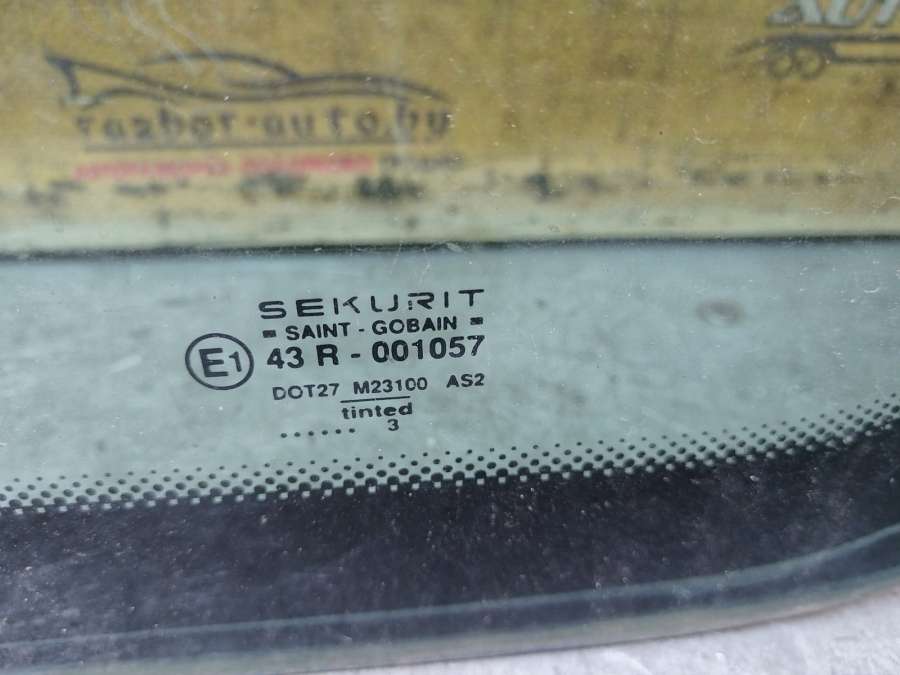 razbor-auto.by
SEKURIT
SAINT - GOBAIN
E1
43 R - 001057
DOT27 M23100 AS2
tinted
...... 3